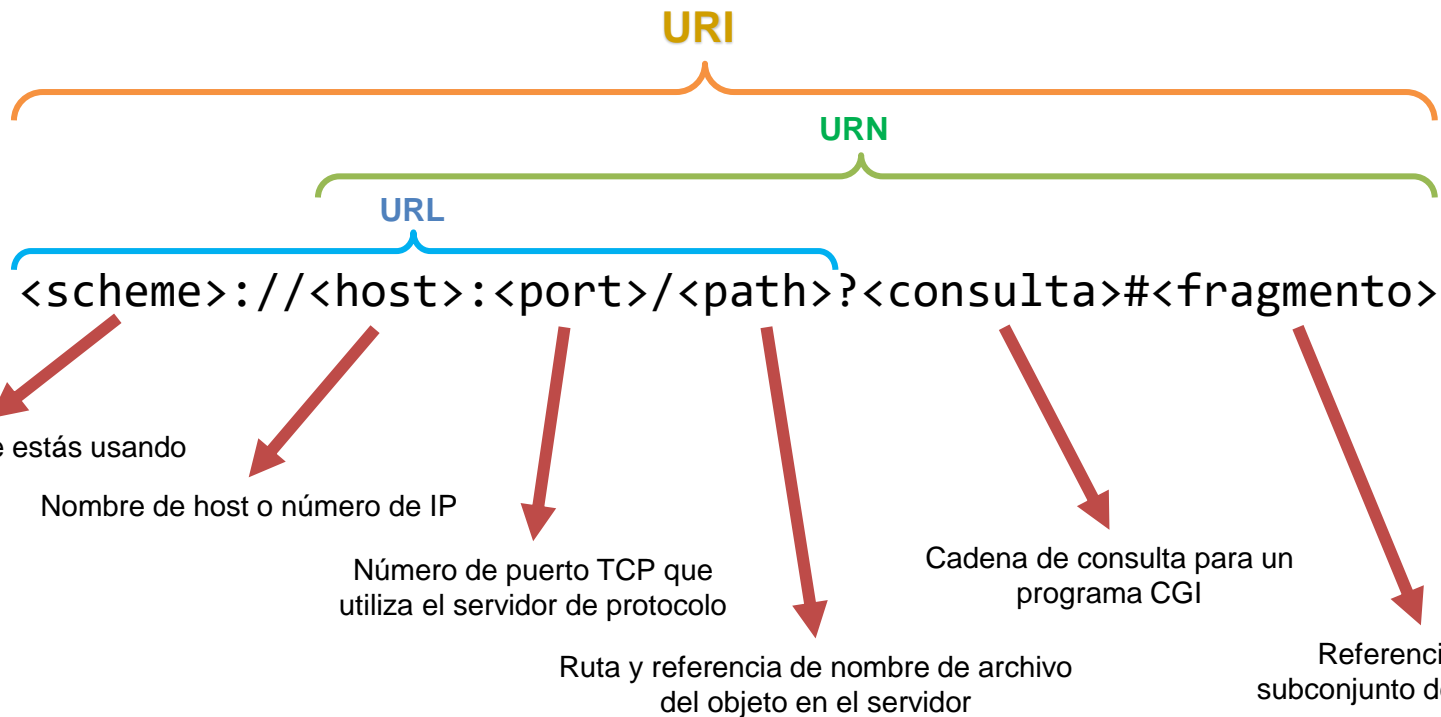 URI
URN
URL
<scheme>://<host>:<port>/<path>?<consulta>#<fragmento>
estás usando
Nombre de host o número de IP
Número de puerto TCP que
utiliza el servidor de protocolo
Cadena de consulta para un
programa CGI
Ruta y referencia de nombre de archivo
del objeto en el servidor
subconjunto